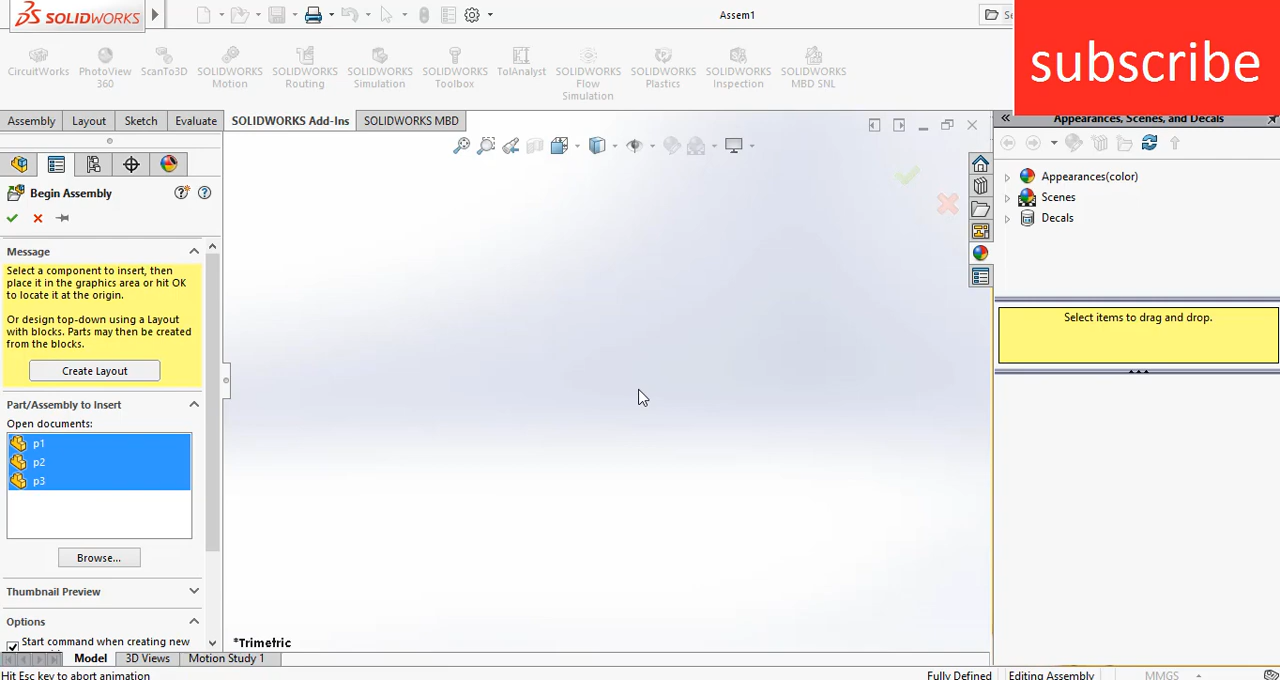 SOLIDWORKS
Assem1
subscribe
CircuitWorks
PhotoView 360
ScanTo3D
SOLIDWORKS Motion
SOLIDWORKS Routing
SOLIDWORKS Simulation
SOLIDWORKS Toolbox
TolAnalyst
SOLIDWORKS Flow Simulation
SOLIDWORKS Plastics
SOLIDWORKS Inspection
SOLIDWORKS MBD SNL
Assembly
Layout
Sketch
Evaluate
SOLIDWORKS Add-Ins
SOLIDWORKS MBD
Appearances, Scenes, and Decals
Begin Assembly
Message
Select a component to insert, then
place it in the graphics area or hit OK
to locate it at the origin.
Or design top-down using a Layout
with blocks. Parts may then be created
from the blocks.
Create Layout
Part/Assembly to Insert
Open documents:
p1
p2
p3
Browse...
Thumbnail Preview
Options
Start command when creating new
Appearances(color)
Scenes
Decals
Select items to drag and drop.
*Trimetric
Model
3D Views
Motion Study 1
Hit Esc key to abort animation
Fully Defined
Editing Assembly
MMGS